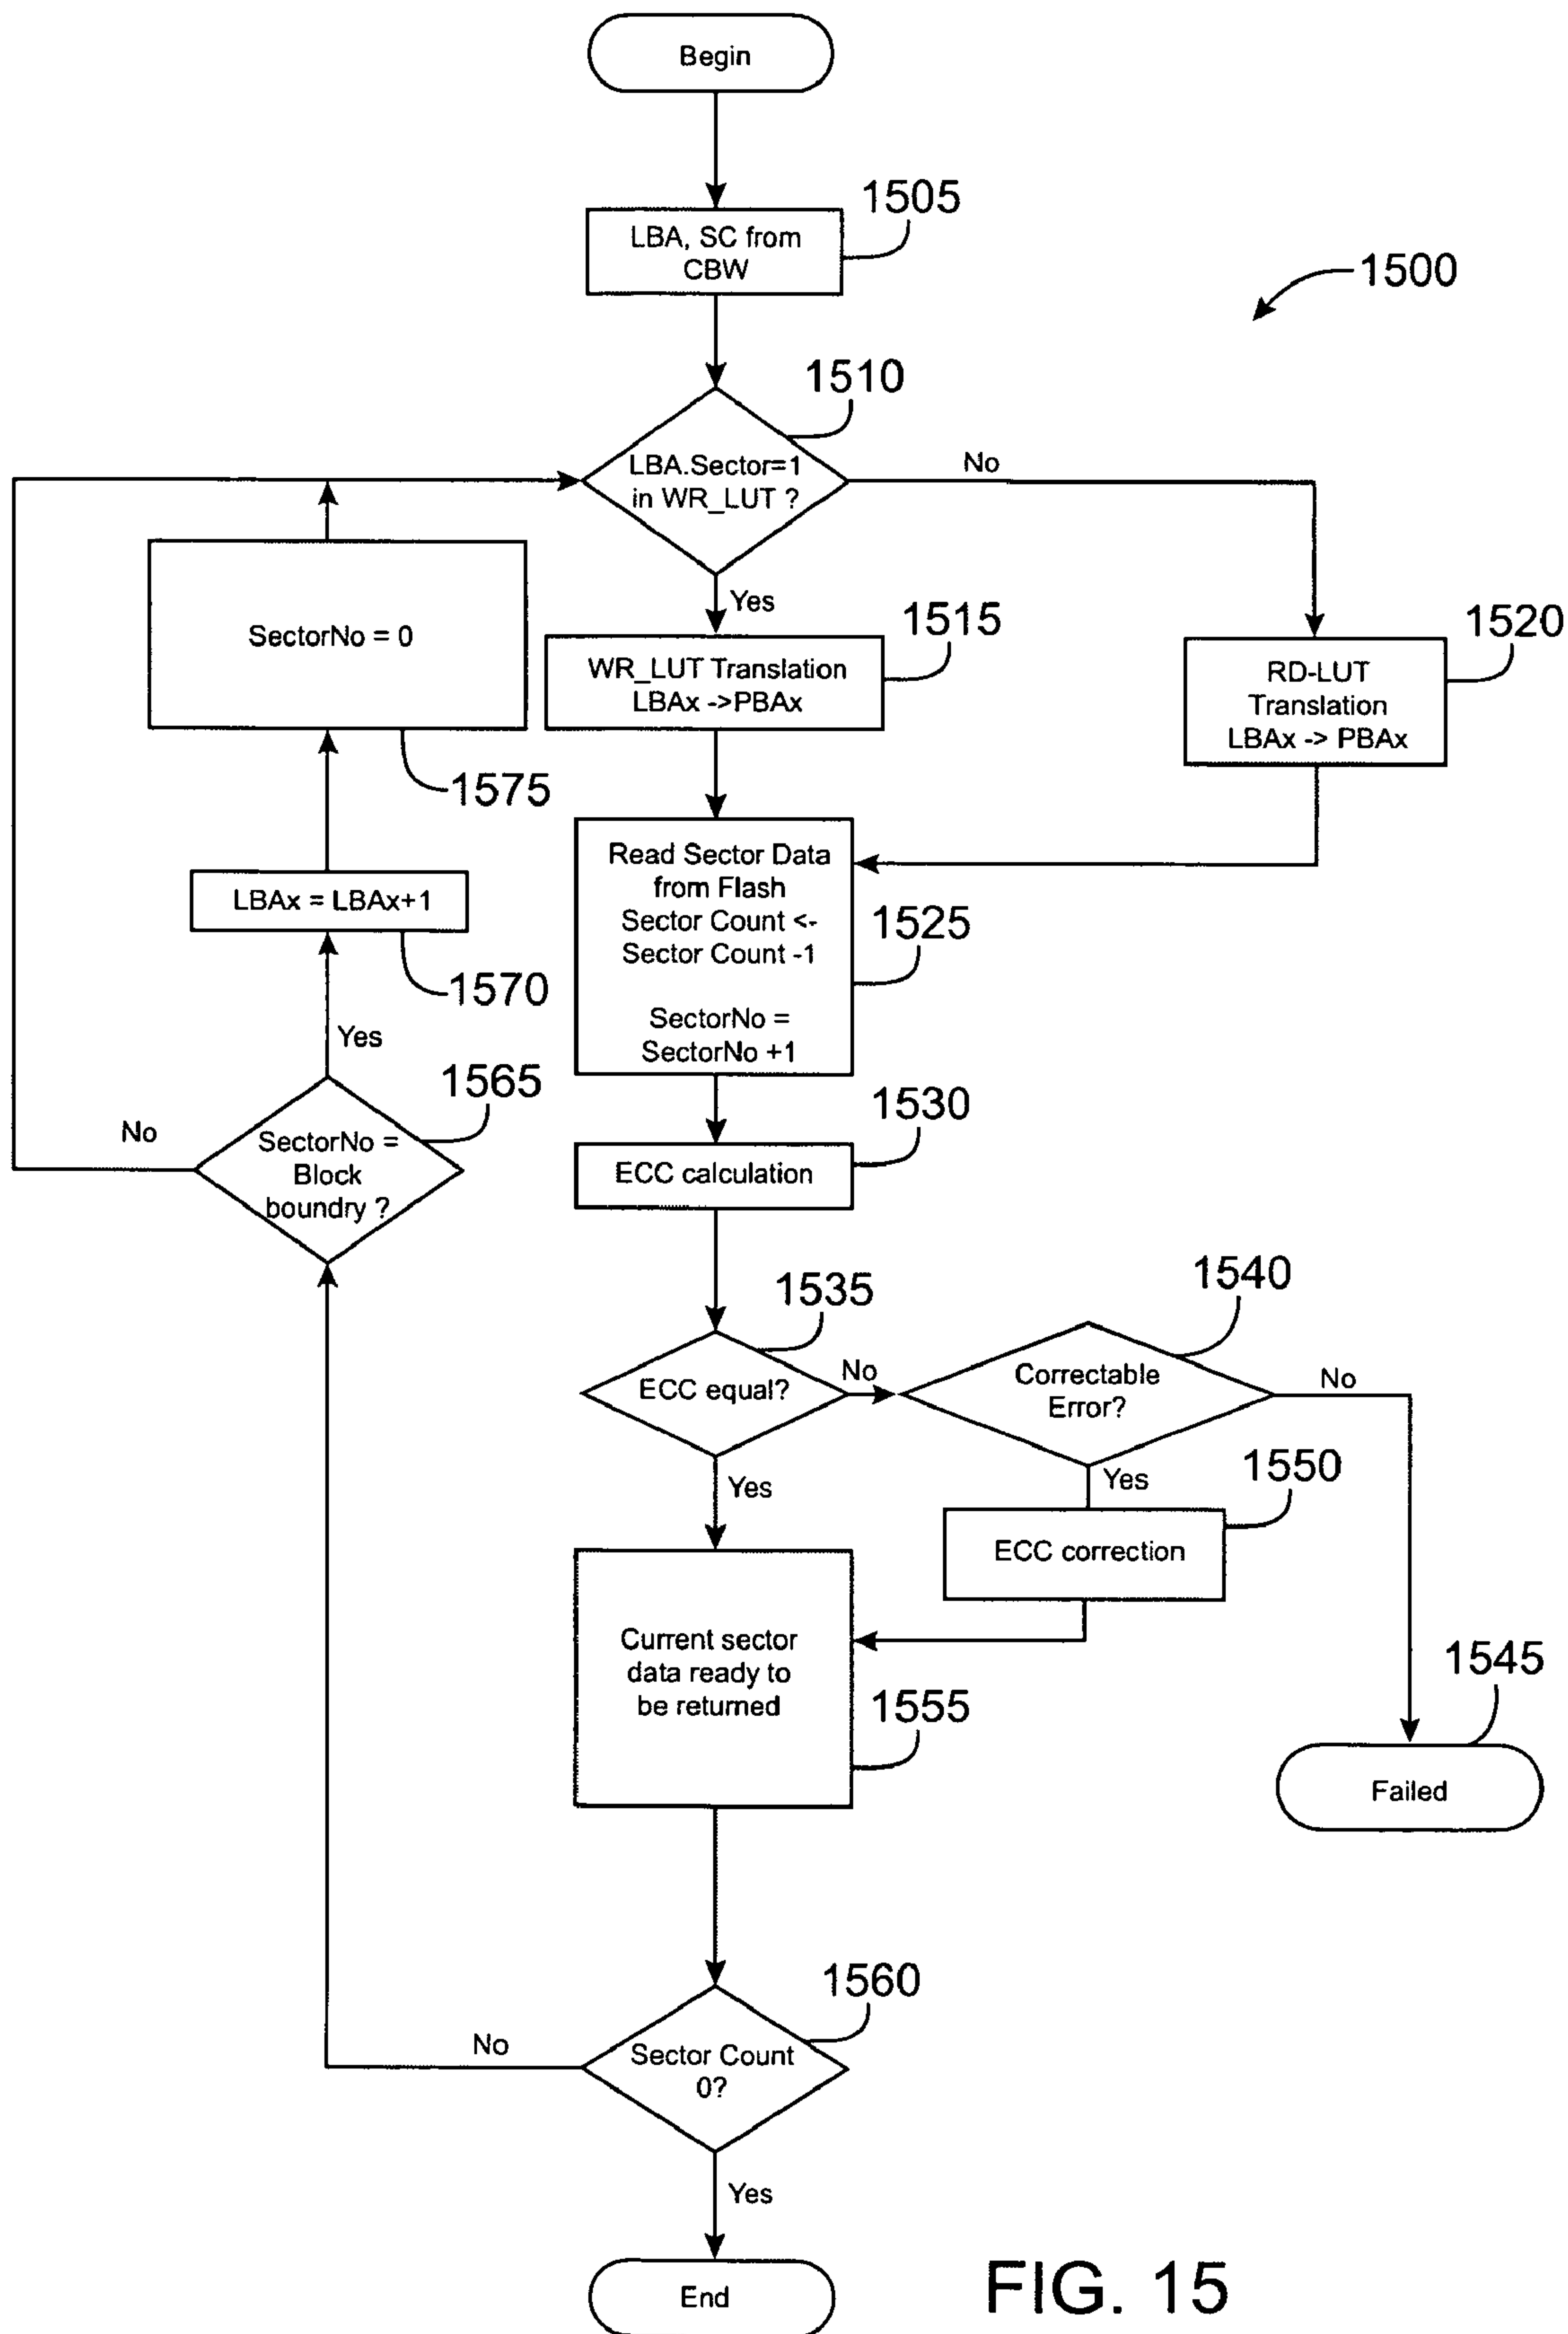 Begin
1505
LBA, SC from
CBW
1500
1510
LBA.Sector=1
in WR_LUT ?
No
Yes
SectorNo = 0
1515
WR_LUT Translation
LBAx ->PBAx
1520
RD-LUT
Translation
LBAx -> PBAx
1575
Read Sector Data
from Flash
Sector Count <-
Sector Count -1
SectorNo =
SectorNo +1
1525
LBAx = LBAx+1
1570
Yes
1565
SectorNo =
Block
boundry ?
No
1530
ECC calculation
1535
ECC equal?
No
1540
Correctable
Error?
No
Yes
Yes
1550
ECC correction
Current sector
data ready to
be returned
1555
1545
Failed
1560
Sector Count
0?
No
Yes
End
FIG. 15